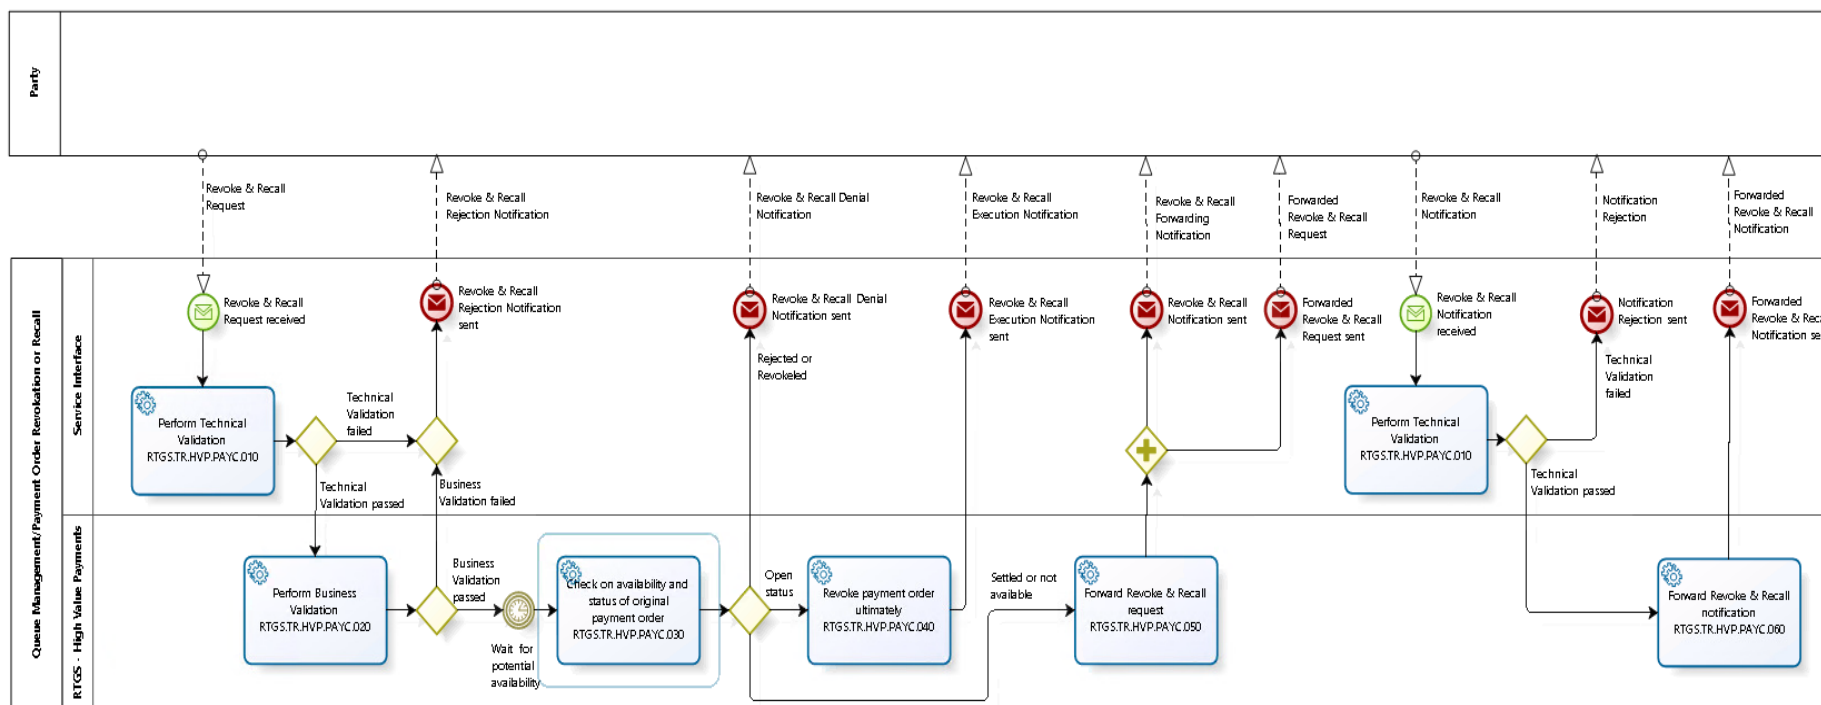 Party
Revoke & Recall
Request
Revoke & Recall
Rejection Notification
Revoke & Recall Denial
Notification
Revoke & Recall
Execution Notification
Revoke & Recall
Forwarding
Notification
Forwarded
Revoke & Recall
Request
Revoke & Recall
Notification
Notification
Rejection
Forwarded
Revoke & Recall
Notification
Queue Management/Payment Order Revokation or Recall
Service Interface
Revoke & Recall
Request received
Revoke & Recall
Rejection Notification
sent
Revoke & Recall Denial
Notification sent
Revoke & Recall
Execution Notification
sent
Revoke & Recall
Notification sent
Forwarded
Revoke & Recall
Request sent
Revoke & Recall
Notification
received
Notification
Rejection sent
Forwarded
Revoke & Rec
Notification se
Rejected or
Revokeled
Technical
Validation
failed
Perform Technical
Validation
RTGS.TR.HVP.PAYC.010
Technical
Validation
failed
Perform Technical
Validation
RTGS.TR.HVP.PAYC.010
Technical
Validation passed
Business
Validation failed
Technical
Validation passed
RTGS - High Value Payments
Perform Business
Validation
RTGS.TR.HVP.PAYC.020
Business
Validation
passed
Wait for
potential
availability
Check on availability and
status of original
payment order
RTGS.TR.HVP.PAYC.030
Open
status
Revoke payment order
ultimately
RTGS.TR.HVP.PAYC.040
Settled or not
available
Forward Revoke & Recall
request
RTGS.TR.HVP.PAYC.050
Forward Revoke & Recall
notification
RTGS.TR.HVP.PAYC.060